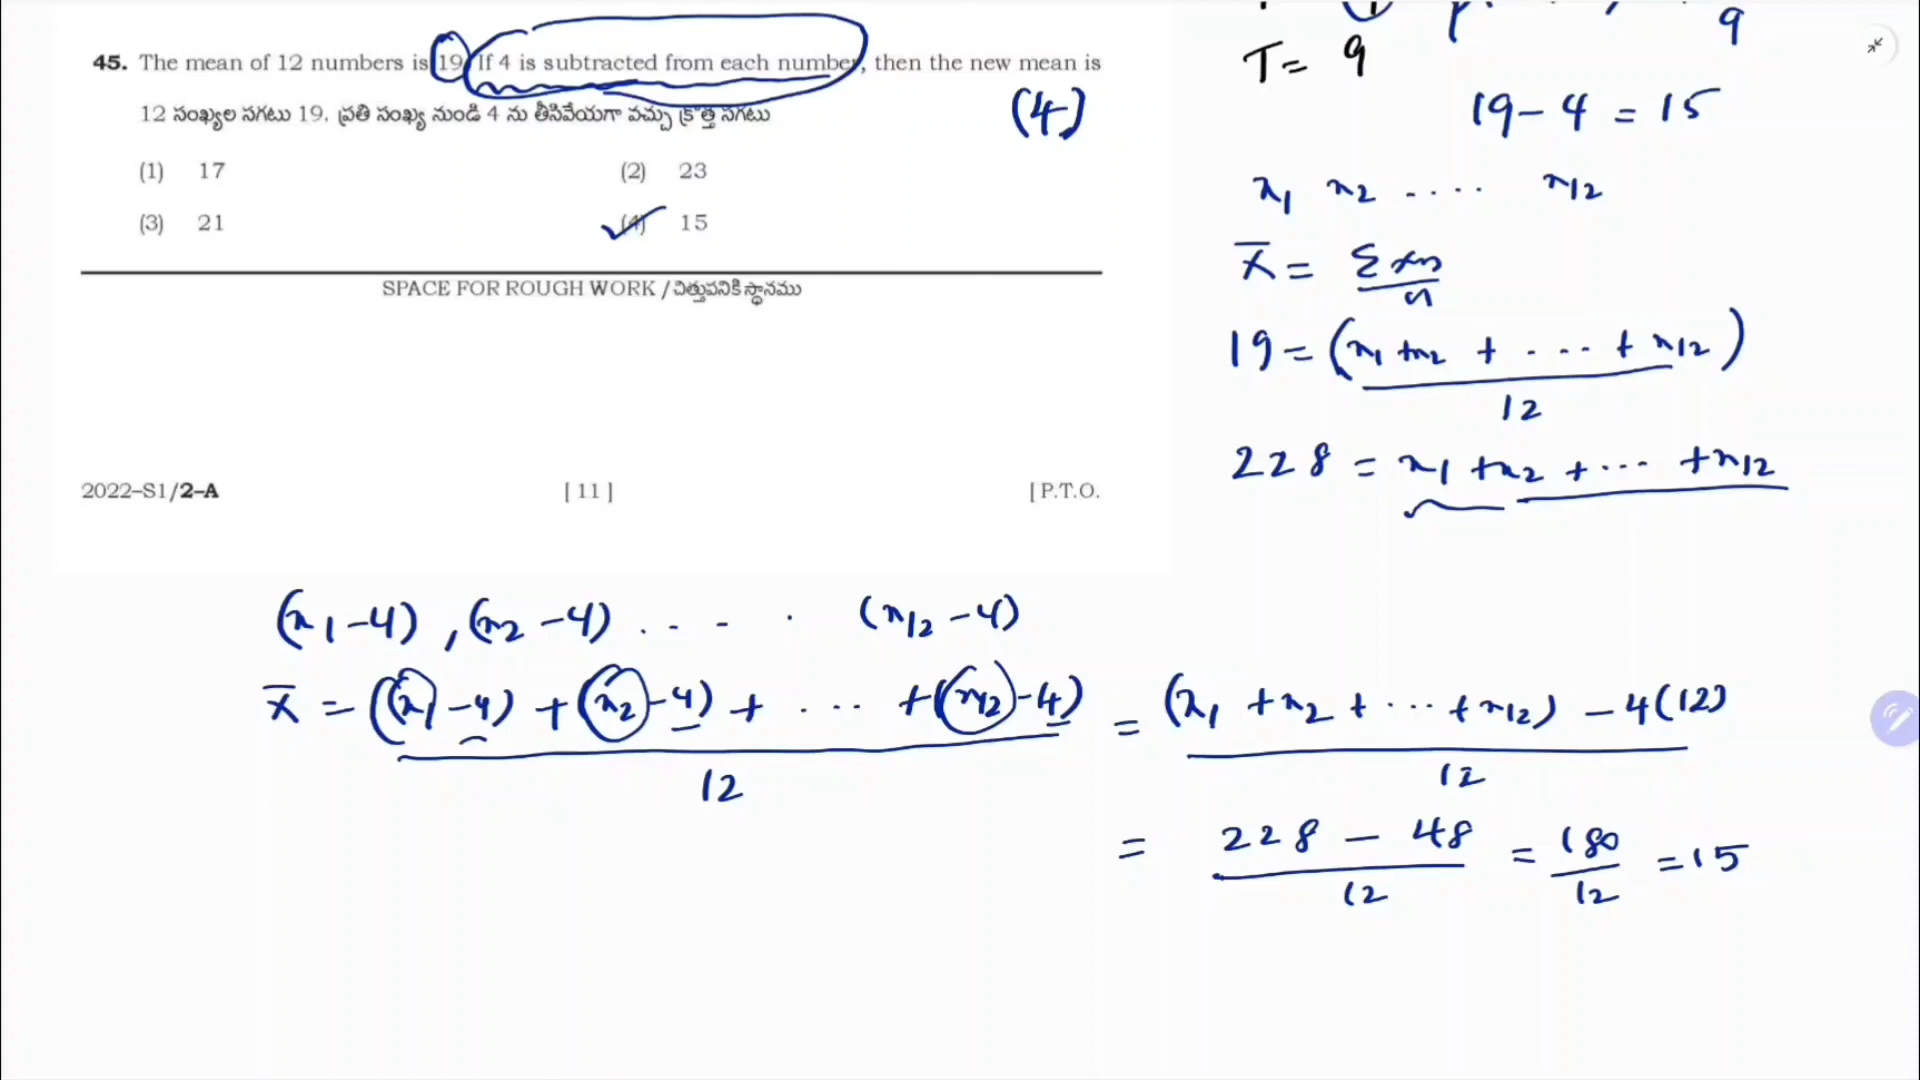 45. The mean of 12 numbers is 19. If 4 is subtracted from each number, then the new mean is
12 సంఖ్యల సగటు 19. ప్రతి సంఖ్య నుండి 4 ను తీసివేయగా వచ్చు క్రొత్త సగటు
(4)
(1) 17 (2) 23
(3) 21 (4) 15
SPACE FOR ROUGH WORK / చిత్తుపనికి స్థానము
2022–S1/2-A [ 11 ] [ P.T.O.
T = 9
9
19 - 4 = 15
x1 x2 .... x12
x̄ = Σxn / n
19 = (x1 + x2 + .... + x12)
12
228 = x1 + x2 + ... + x12
(x1 - 4), (x2 - 4) .... (x12 - 4)
x̄ = ((x1 - 4) + (x2 - 4) + .... + (x12 - 4) = (x1 + x2 + ... + x12) - 4(12)
12 12
= 228 - 48 = 180 = 15
12 12